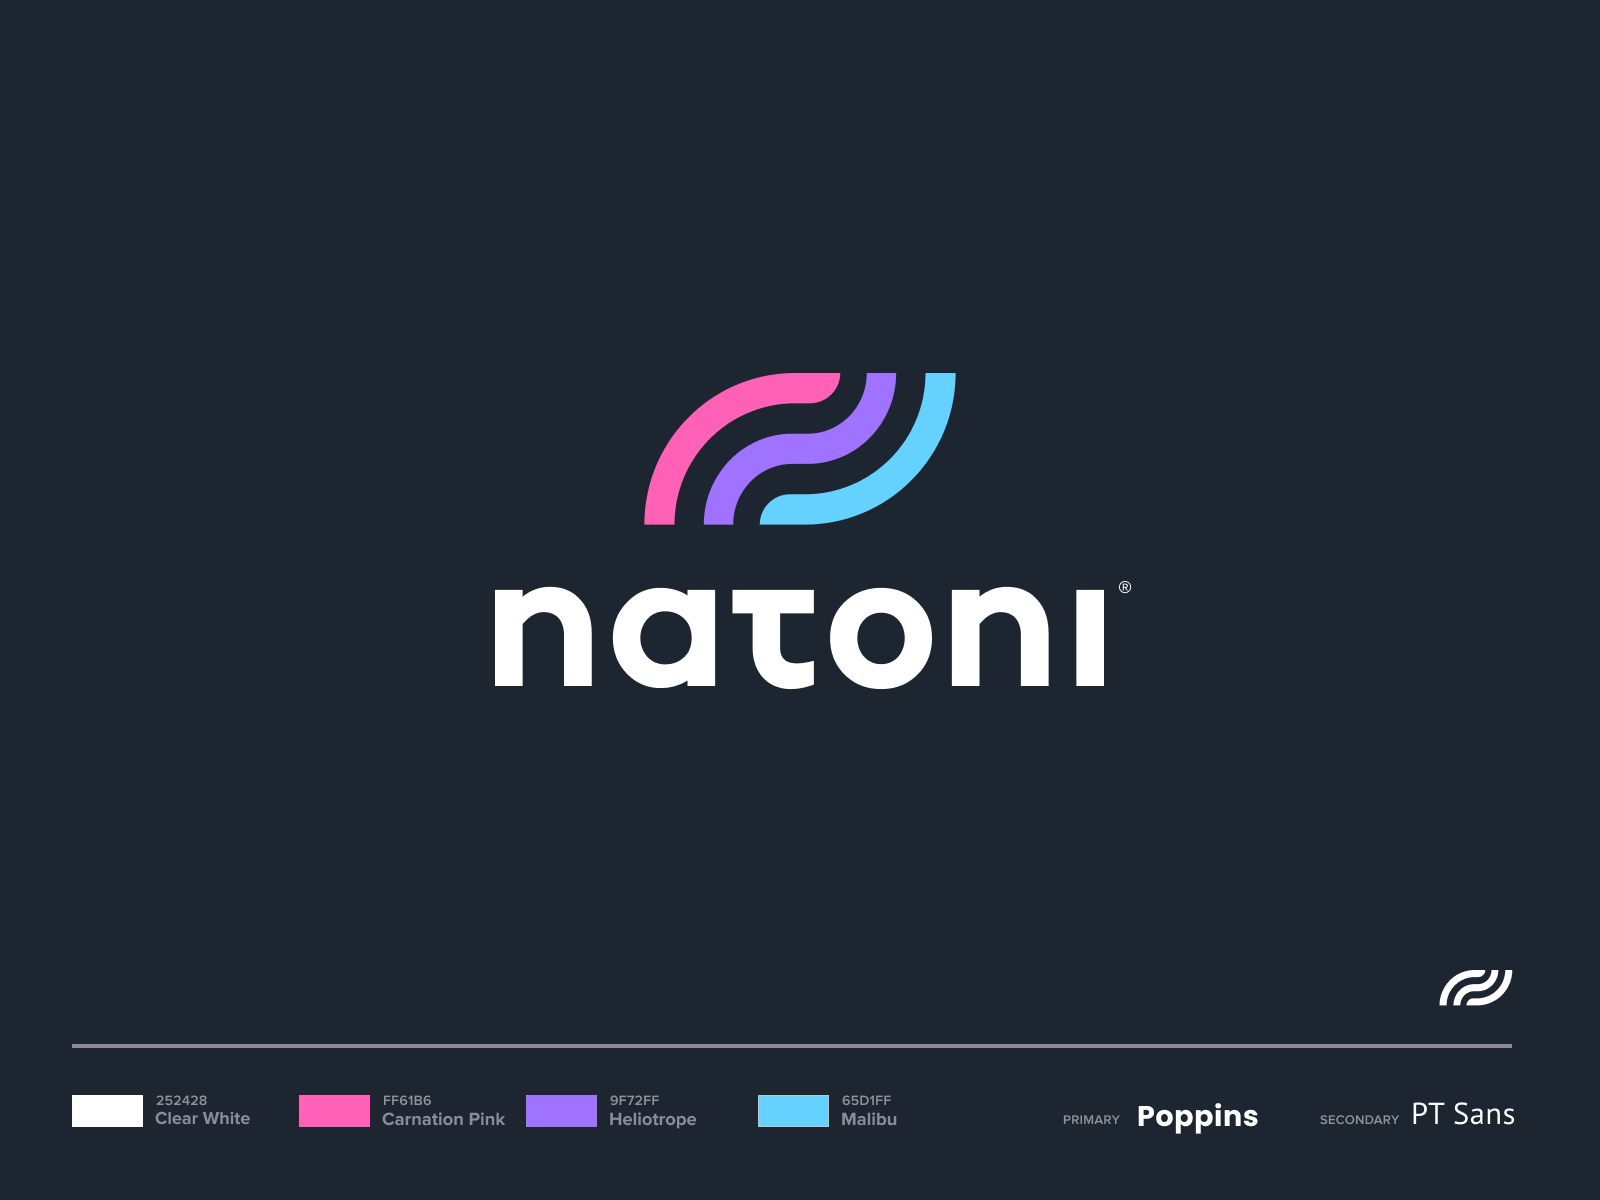 natoni®
252428
Clear White
FF61B6
Carnation Pink
9F72FF
Heliotrope
65D1FF
Malibu
PRIMARY Poppins
SECONDARY PT Sans